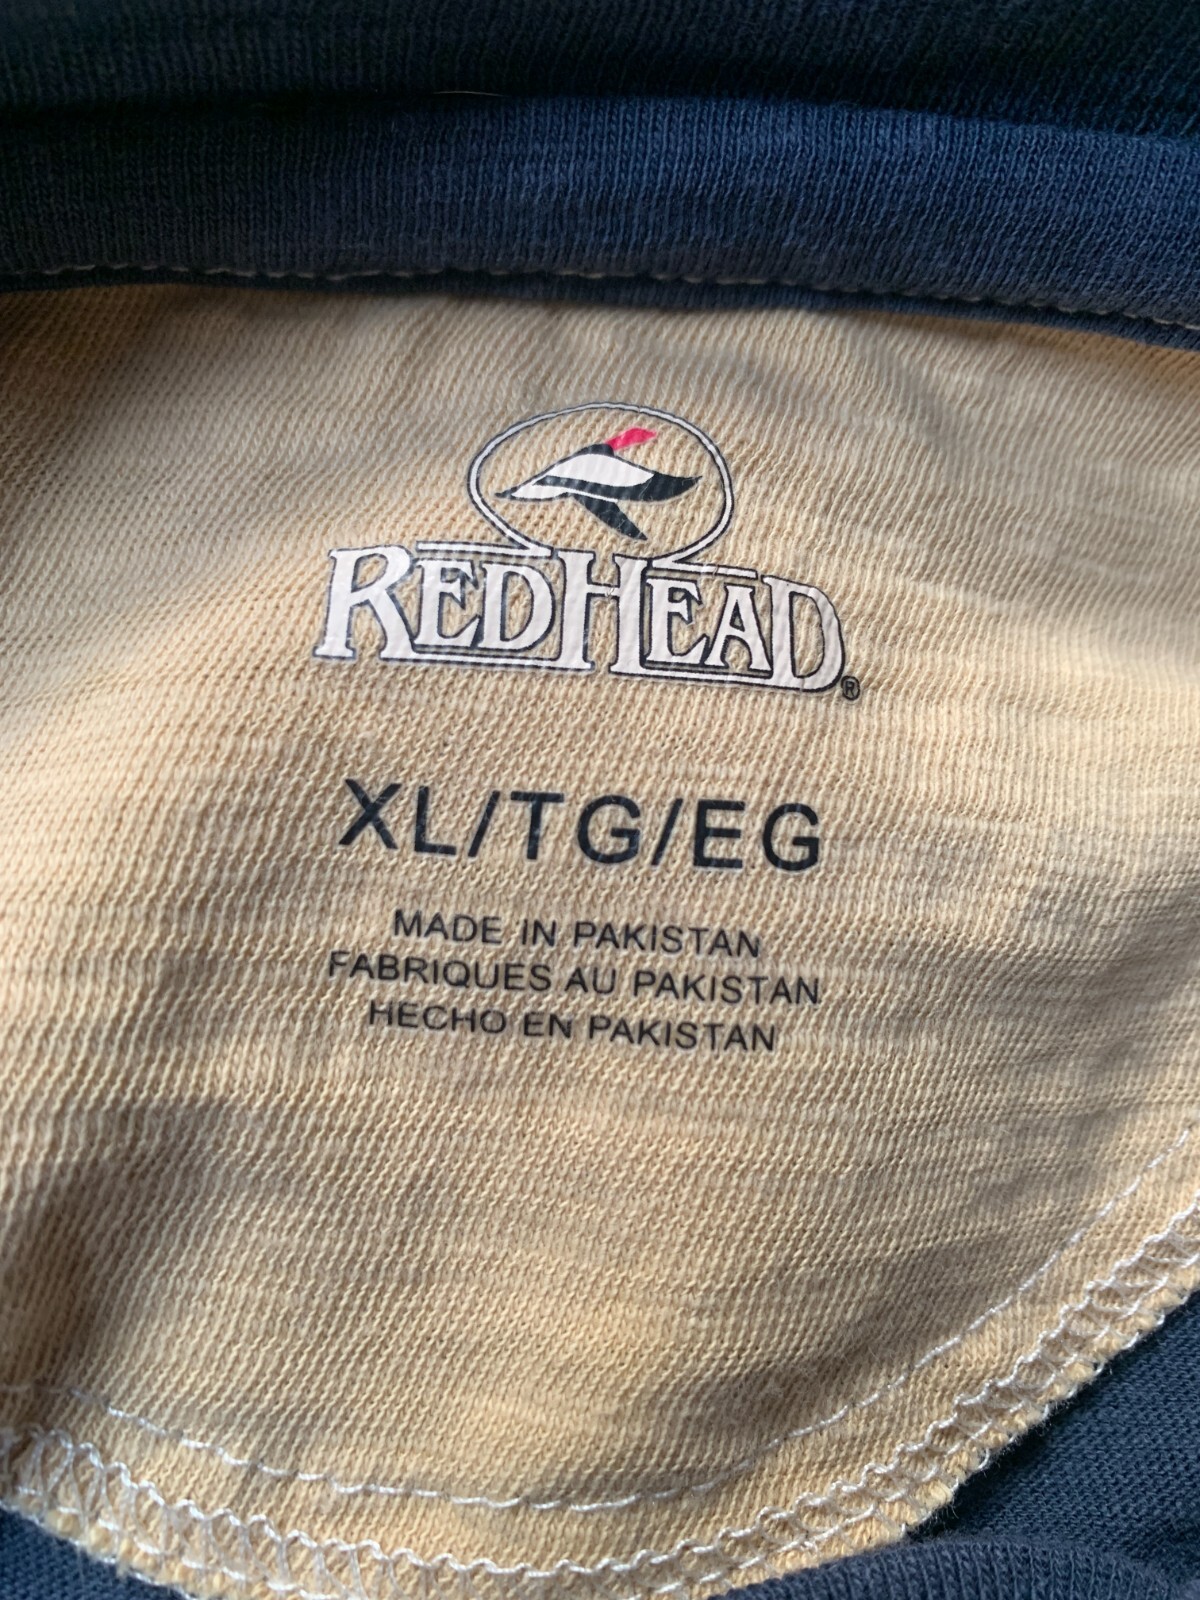 REDHEAD®
XL/TG/EG
MADE IN PAKISTAN
FABRIQUES AU PAKISTAN
HECHO EN PAKISTAN